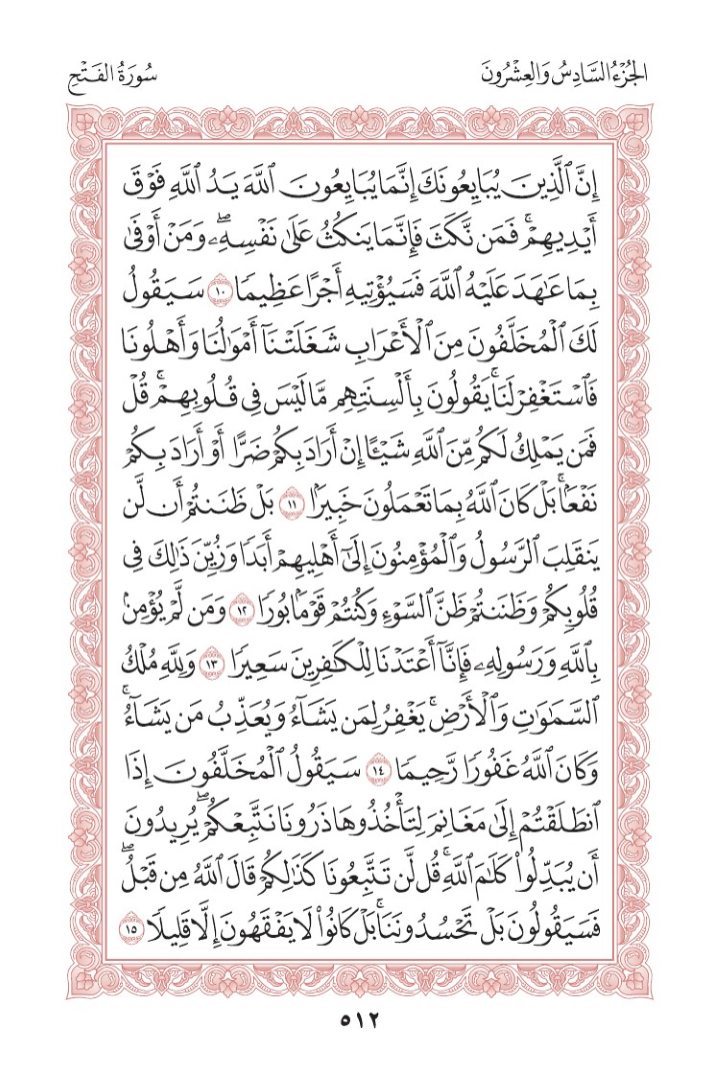 الجُزْءُ السَّادِسُ وَالعِشْرُونَ
سُورَةُ الفَتْحِ
إِنَّ ٱلَّذِينَ يُبَايِعُونَكَ إِنَّمَا يُبَايِعُونَ ٱللَّهَ يَدُ ٱللَّهِ فَوْقَ
أَيْدِيهِمْۚ فَمَن نَّكَثَ فَإِنَّمَا يَنكُثُ عَلَىٰ نَفْسِهِۦۖ وَمَنْ أَوْفَىٰ
بِمَا عَٰهَدَ عَلَيْهُ ٱللَّهَ فَسَيُؤْتِيهِ أَجْرًا عَظِيمٗا ١٠ سَيَقُولُ
لَكَ ٱلْمُخَلَّفُونَ مِنَ ٱلْأَعْرَابِ شَغَلَتْنَآ أَمْوَٰلُنَا وَأَهْلُونَا
فَٱسْتَغْفِرْ لَنَاۚ يَقُولُونَ بِأَلْسِنَتِهِم مَّا لَيْسَ فِي قُلُوبِهِمْۚ قُلْ
فَمَن يَمْلِكُ لَكُم مِّنَ ٱللَّهِ شَيْـًٔا إِنْ أَرَادَ بِكُمْ ضَرًّا أَوْ أَرَادَ بِكُمْ
نَفْعَۢاۚ بَلْ كَانَ ٱللَّهُ بِمَا تَعْمَلُونَ خَبِيرَۢا ١١ بَلْ ظَنَنتُمْ أَن لَّن
يَنقَلِبَ ٱلرَّسُولُ وَٱلْمُؤْمِنُونَ إِلَىٰٓ أَهْلِيهِمْ أَبَدٗا وَزُيِّنَ ذَٰلِكَ فِي
قُلُوبِكُمْ وَظَنَنتُمْ ظَنَّ ٱلسَّوْءِ وَكُنتُمْ قَوْمَۢا بُورٗا ١٢ وَمَن لَّمْ يُؤْمِنۢ
بِٱللَّهِ وَرَسُولِهِۦ فَإِنَّآ أَعْتَدْنَا لِلْكَٰفِرِينَ سَعِيرٗا ١٣ وَلِلَّهِ مُلْكُ
ٱلسَّمَٰوَٰتِ وَٱلْأَرْضِۚ يَغْفِرُ لِمَن يَشَآءُ وَيُعَذِّبُ مَن يَشَآءُۚ
وَكَانَ ٱللَّهُ غَفُورٗا رَّحِيمٗا ١٤ سَيَقُولُ ٱلْمُخَلَّفُونَ إِذَا
ٱنطَلَقْتُمْ إِلَىٰ مَغَانِمَ لِتَأْخُذُوهَا ذَرُونَا نَتَّبِعْكُمْۖ يُرِيدُونَ
أَن يُبَدِّلُوا۟ كَلَٰمَ ٱللَّهِۚ قُل لَّن تَتَّبِعُونَا كَذَٰلِكُمْ قَالَ ٱللَّهُ مِن قَبْلُۖ
فَسَيَقُولُونَ بَلْ تَحْسُدُونَنَاۚ بَلْ كَانُوا۟ لَا يَفْقَهُونَ إِلَّا قَلِيلٗا ١٥
٥١٢